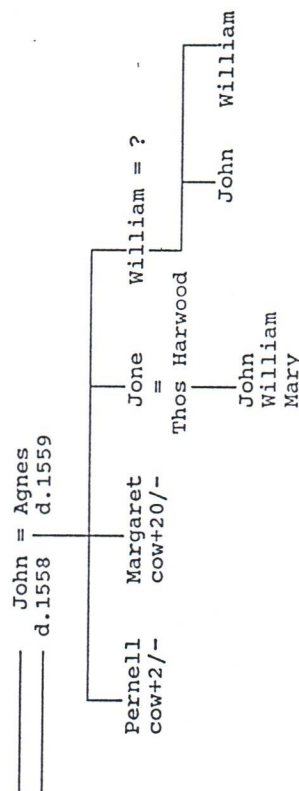 John = Agnes
d.1558 d.1559
Pernell
cow+2/-
Margaret
cow+20/-
Jone
=
Thos Harwood
John
William
Mary
William = ?
John
William